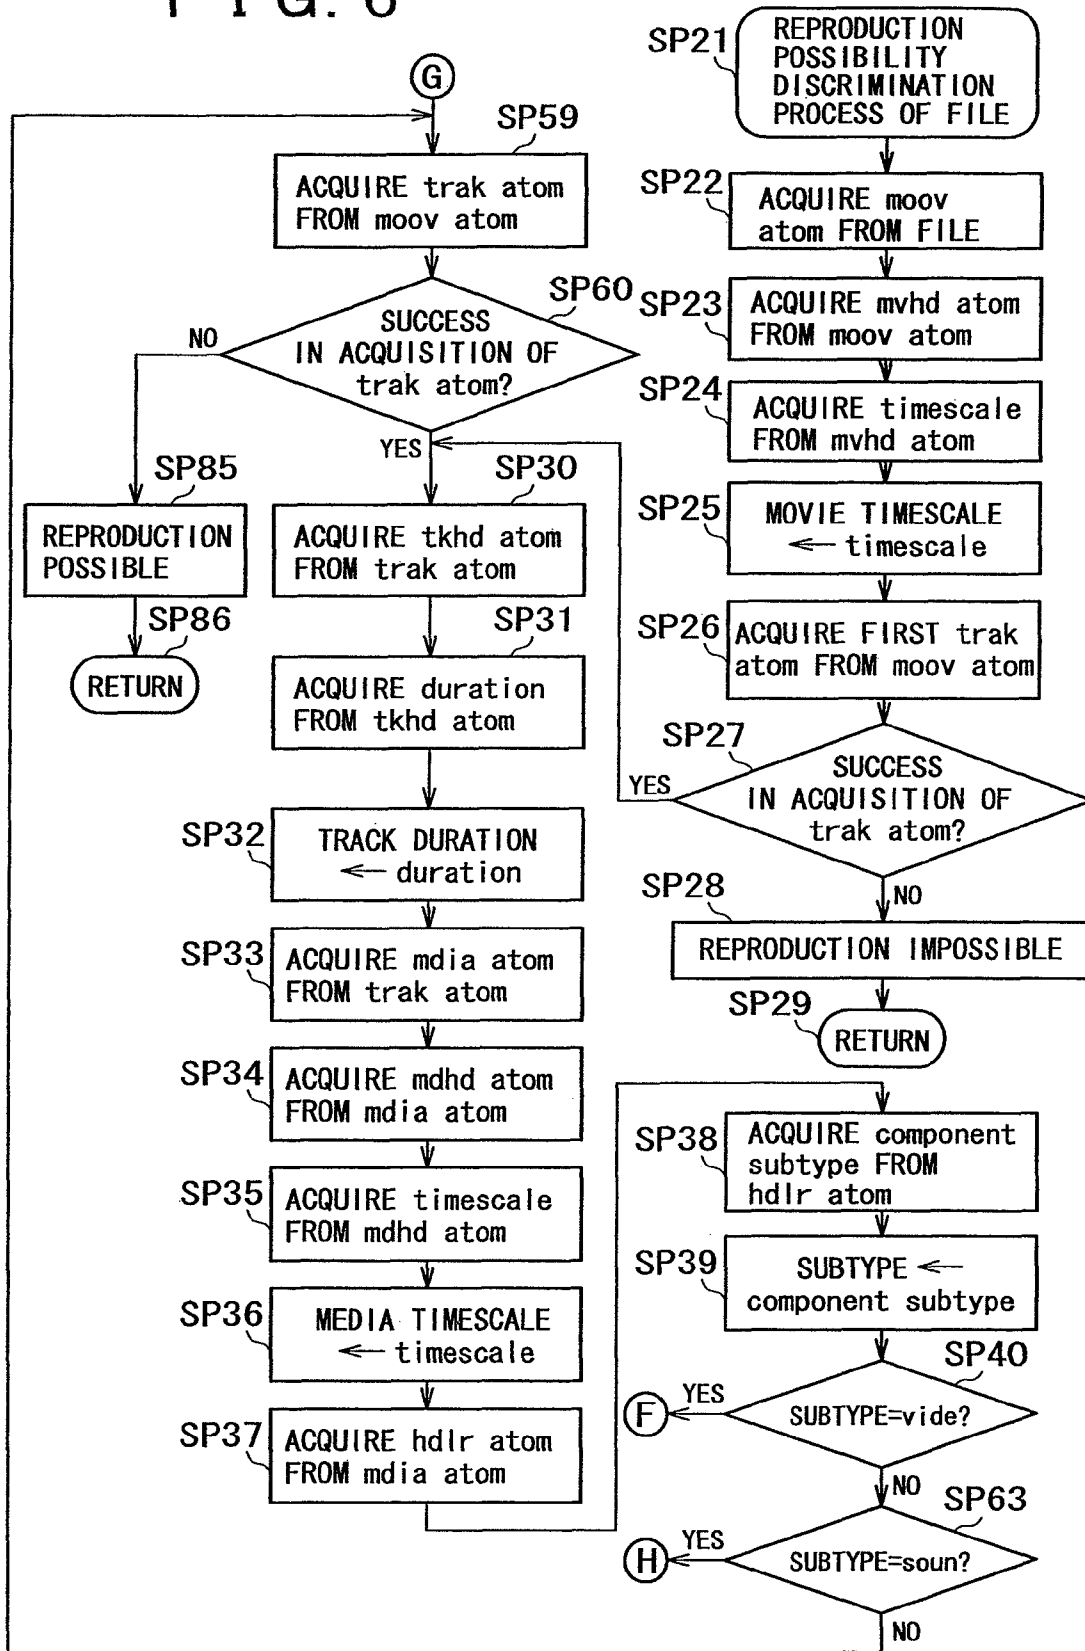 FIG. 6
SP21
REPRODUCTION
POSSIBILITY
DISCRIMINATION
PROCESS OF FILE
SP22
ACQUIRE moov
atom FROM FILE
SP23
ACQUIRE mvhd atom
FROM moov atom
SP24
ACQUIRE timescale
FROM mvhd atom
SP25
MOVIE TIMESCALE
← timescale
SP26
ACQUIRE FIRST trak
atom FROM moov atom
SP27
SUCCESS
IN ACQUISITION OF
trak atom?
YES
NO
SP28
REPRODUCTION IMPOSSIBLE
SP29
RETURN
G
SP59
ACQUIRE trak atom
FROM moov atom
SP60
SUCCESS
IN ACQUISITION OF
trak atom?
NO
YES
SP85
REPRODUCTION
POSSIBLE
SP86
RETURN
SP30
ACQUIRE tkhd atom
FROM trak atom
SP31
ACQUIRE duration
FROM tkhd atom
SP32
TRACK DURATION
← duration
SP33
ACQUIRE mdia atom
FROM trak atom
SP34
ACQUIRE mdhd atom
FROM mdia atom
SP35
ACQUIRE timescale
FROM mdhd atom
SP36
MEDIA TIMESCALE
← timescale
SP37
ACQUIRE hdlr atom
FROM mdia atom
SP38
ACQUIRE component
subtype FROM
hdlr atom
SP39
SUBTYPE ←
component subtype
SP40
SUBTYPE=vide?
YES
F
NO
SP63
SUBTYPE=soun?
YES
H
NO